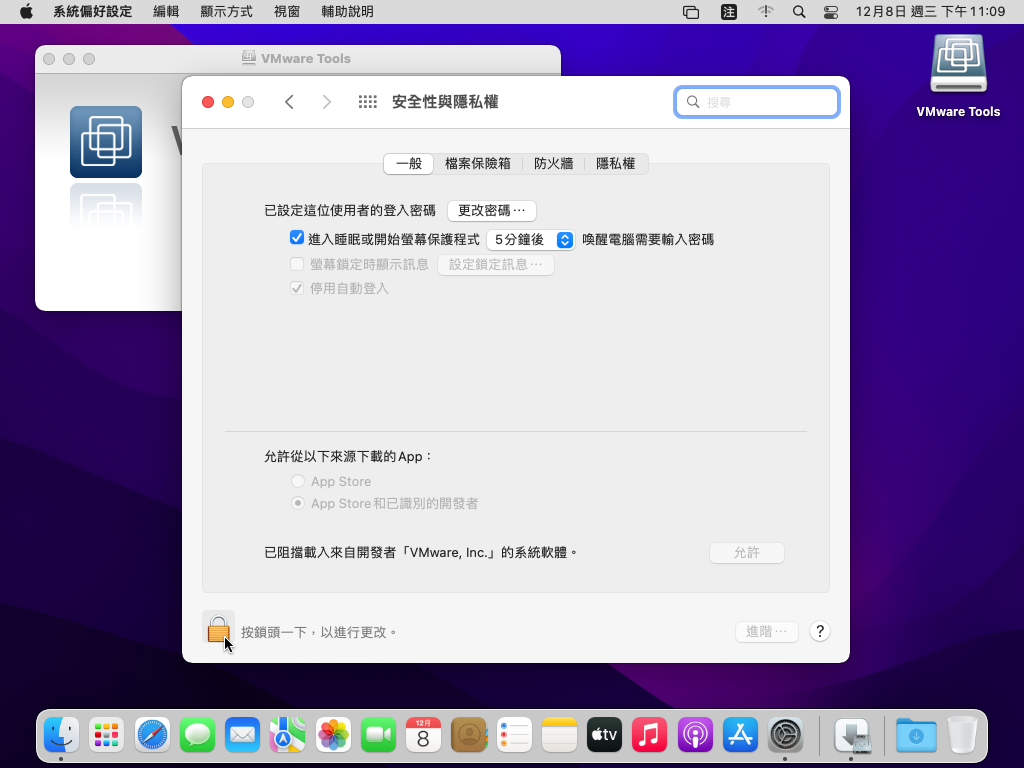 系統偏好設定 編輯 顯示方式 視窗 輔助說明 注 12月8日 週三 下午11:09
VMware Tools
VMware Tools
安全性與隱私權 搜尋
一般 檔案保險箱 防火牆 隱私權
已設定這位使用者的登入密碼 更改密碼⋯
進入睡眠或開始螢幕保護程式 5分鐘後 喚醒電腦需要輸入密碼
螢幕鎖定時顯示訊息 設定鎖定訊息⋯
停用自動登入
允許從以下來源下載的App：
App Store
App Store和已識別的開發者
已阻擋載入來自開發者「VMware, Inc.」的系統軟體。 允許
按鎖頭一下，以進行更改。 進階⋯ ?
12月
8
tv